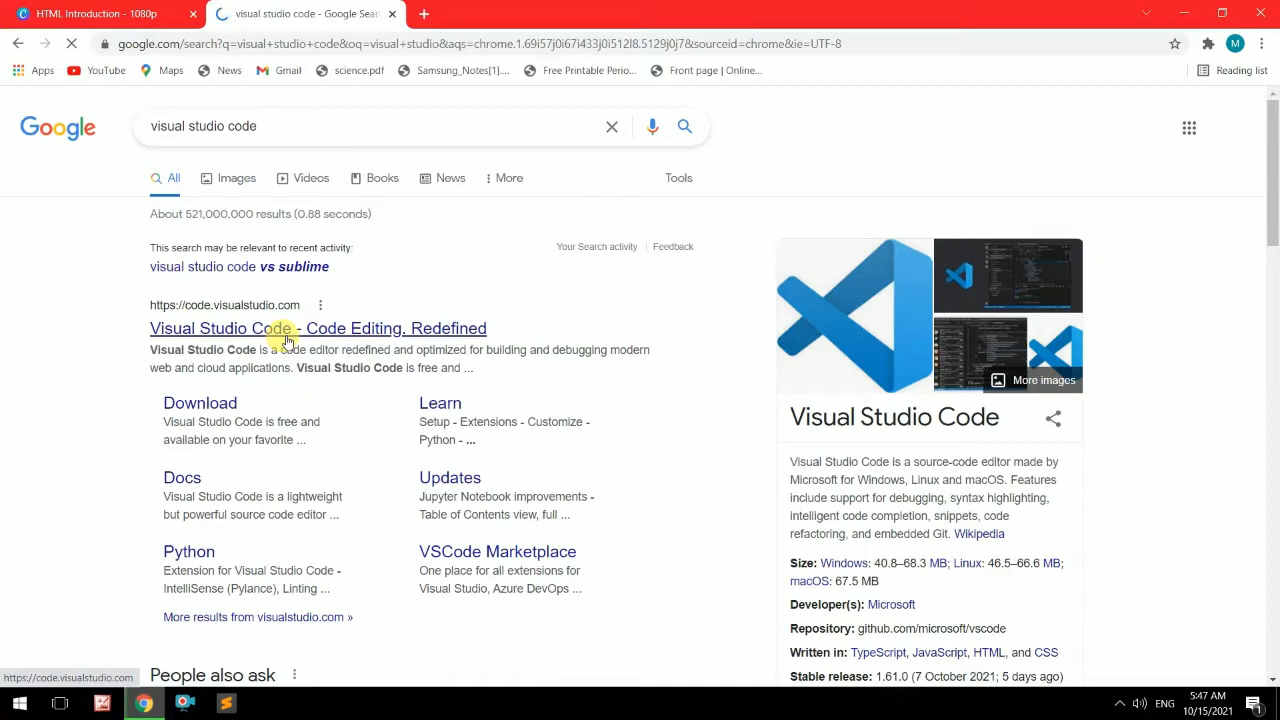 HTML Introduction - 1080p
visual studio code - Google Sear
google.com/search?q=visual+studio+code&oq=visual+studio&aqs=chrome.1.69i57j0i67i433j0i512l8.5129j0j7&sourceid=chrome&ie=UTF-8
M
Apps
YouTube
Maps
News
Gmail
science.pdf
Samsung_Notes[1]....
Free Printable Perio...
Front page | Online...
Reading list
Google
visual studio code
All
Images
Videos
Books
News
More
Tools
About 521,000,000 results (0.88 seconds)
This search may be relevant to recent activity:
Your Search activity
Feedback
visual studio code vs sublime
https://code.visualstudio.com
Visual Studio Code - Code Editing. Redefined
Visual Studio Code is a editor redefined and optimized for building and debugging modern
web and cloud applications. Visual Studio Code is free and ...
Download
Visual Studio Code is free and
available on your favorite ...
Learn
Setup - Extensions - Customize -
Python - ...
Docs
Visual Studio Code is a lightweight
but powerful source code editor ...
Updates
Jupyter Notebook improvements -
Table of Contents view, full ...
Python
Extension for Visual Studio Code -
IntelliSense (Pylance), Linting ...
VSCode Marketplace
One place for all extensions for
Visual Studio, Azure DevOps ...
More results from visualstudio.com »
People also ask
More images
Visual Studio Code
Visual Studio Code is a source-code editor made by
Microsoft for Windows, Linux and macOS. Features
include support for debugging, syntax highlighting,
intelligent code completion, snippets, code
refactoring, and embedded Git. Wikipedia
Size: Windows: 40.8–68.3 MB; Linux: 46.5–66.6 MB;
macOS: 67.5 MB
Developer(s): Microsoft
Repository: github.com/microsoft/vscode
Written in: TypeScript, JavaScript, HTML, and CSS
Stable release: 1.61.0 (7 October 2021; 5 days ago)
https://code.visualstudio.com
ENG
5:47 AM
10/15/2021
1